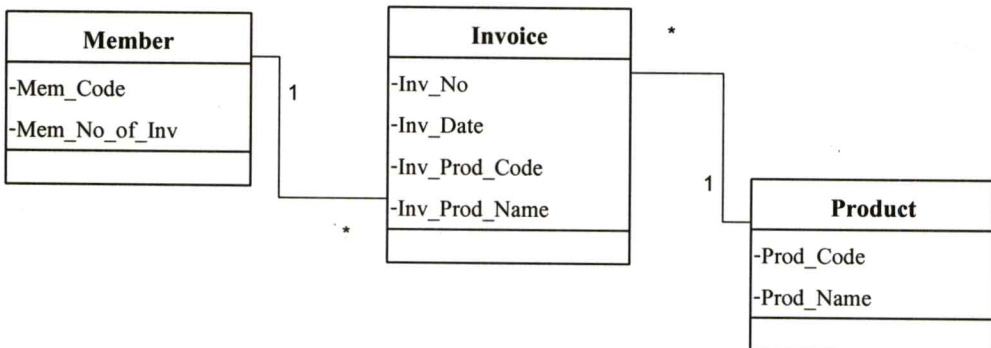 Member
-Mem_Code
-Mem_No_of_Inv
1
*
Invoice
-Inv_No
-Inv_Date
-Inv_Prod_Code
-Inv_Prod_Name
*
1
Product
-Prod_Code
-Prod_Name